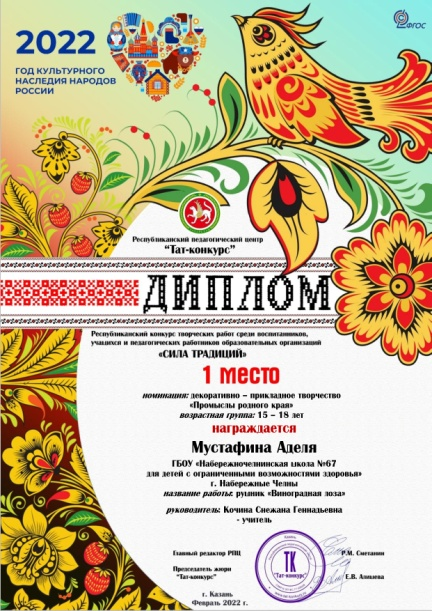 2022
ГОД КУЛЬТУРНОГО
НАСЛЕДИЯ НАРОДОВ
РОССИИ
ФГОС
Республиканский педагогический центр
"Тат-конкурс"
ДИПЛОМ
Республиканский конкурс творческих работ среди воспитанников,
учащихся и педагогических работников образовательных организаций
«СИЛА ТРАДИЦИЙ»
1 место
номинация: декоративно – прикладное творчество
«Промыслы родного края»
возрастная группа: 15 – 18 лет
награждается
Мустафина Аделя
ГБОУ «Набережночелнинская школа №67
для детей с ограниченными возможностями здоровья»
г. Набережные Челны
название работы: рушник «Виноградная лоза»
руководитель: Кочина Снежана Геннадьевна
- учитель
Главный редактор РПЦ
Р.М. Сметанин
Председатель жюри
"Тат-конкурс"
Е.В. Алишева
ТК
"Тат-конкурс"
г. Казань
Февраль 2022 г.